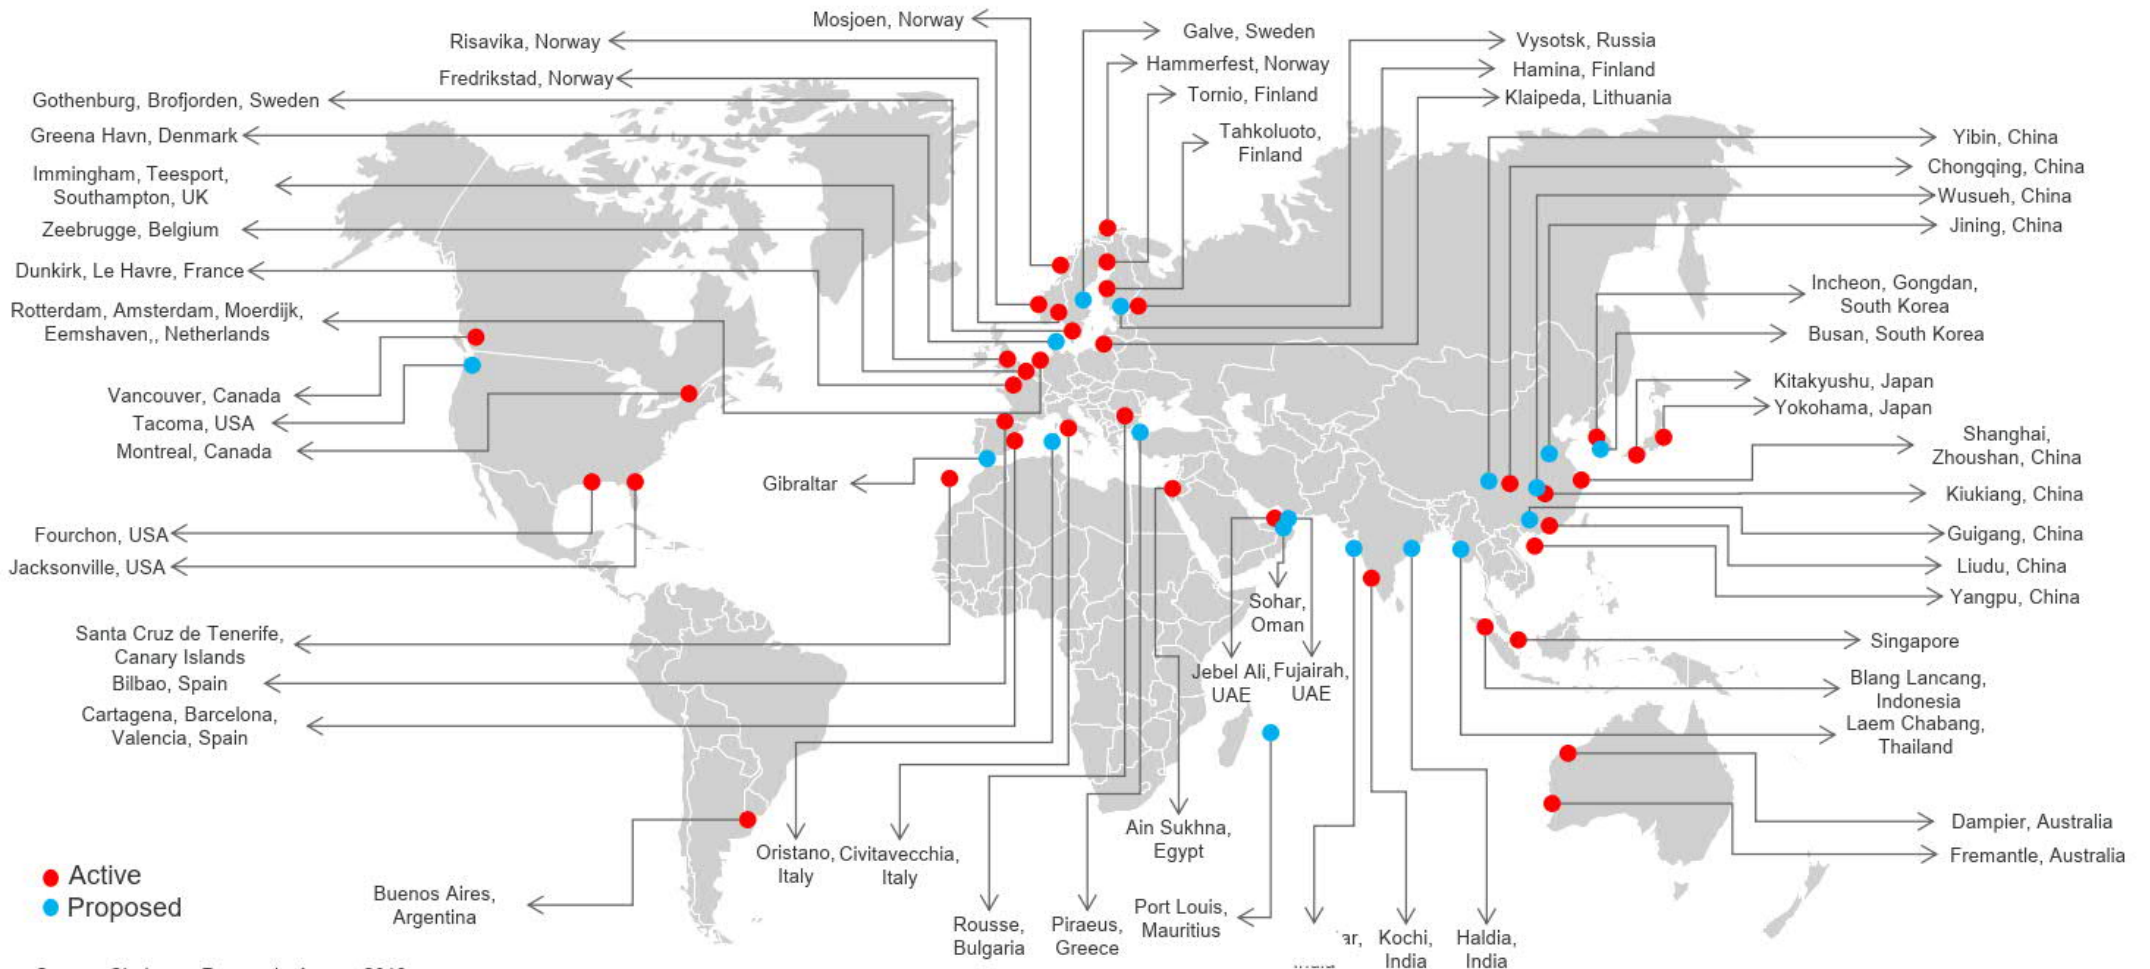 Mosjoen, Norway
Risavika, Norway
Fredrikstad, Norway
Gothenburg, Brofjorden, Sweden
Greena Havn, Denmark
Immingham, Teesport,
Southampton, UK
Zeebrugge, Belgium
Dunkirk, Le Havre, France
Rotterdam, Amsterdam, Moerdijk,
Eemshaven,, Netherlands
Vancouver, Canada
Tacoma, USA
Montreal, Canada
Fourchon, USA
Jacksonville, USA
Santa Cruz de Tenerife,
Canary Islands
Bilbao, Spain
Cartagena, Barcelona,
Valencia, Spain
Gibraltar
Galve, Sweden
Hammerfest, Norway
Tornio, Finland
Tahkoluoto,
Finland
Vysotsk, Russia
Hamina, Finland
Klaipeda, Lithuania
Yibin, China
Chongqing, China
Wusueh, China
Jining, China
Incheon, Gongdan,
South Korea
Busan, South Korea
Kitakyushu, Japan
Yokohama, Japan
Shanghai,
Zhoushan, China
Kiukiang, China
Guigang, China
Liudu, China
Yangpu, China
Singapore
Blang Lancang,
Indonesia
Laem Chabang,
Thailand
Dampier, Australia
Fremantle, Australia
Sohar,
Oman
Jebel Ali,
UAE
Fujairah,
UAE
Active
Proposed
Buenos Aires,
Argentina
Oristano,
Italy
Civitavecchia,
Italy
Rousse,
Bulgaria
Piraeus,
Greece
Ain Sukhna,
Egypt
Port Louis,
Mauritius
Kochi,
India
Haldia,
India